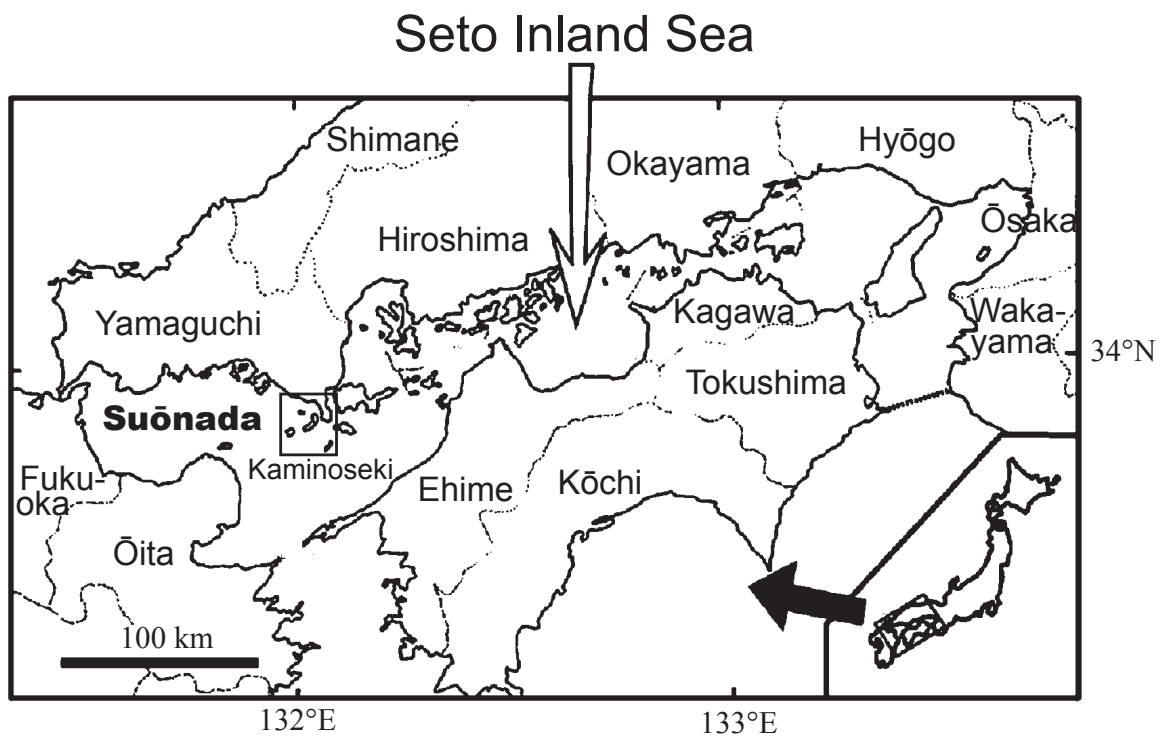 Seto Inland Sea
Shimane
Hyōgo
Okayama
Ōsaka
Hiroshima
Yamaguchi
Kagawa
Waka-
yama
34°N
Tokushima
Suōnada
Kaminoseki
Fuku-
oka
Ehime
Kōchi
Ōita
100 km
132°E
133°E